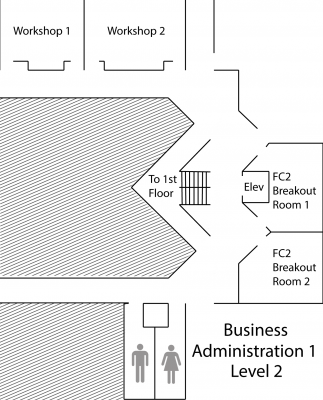 Workshop 1
Workshop 2
To 1st
Floor
Elev
FC2
Breakout
Room 1
FC2
Breakout
Room 2
Business
Administration 1
Level 2